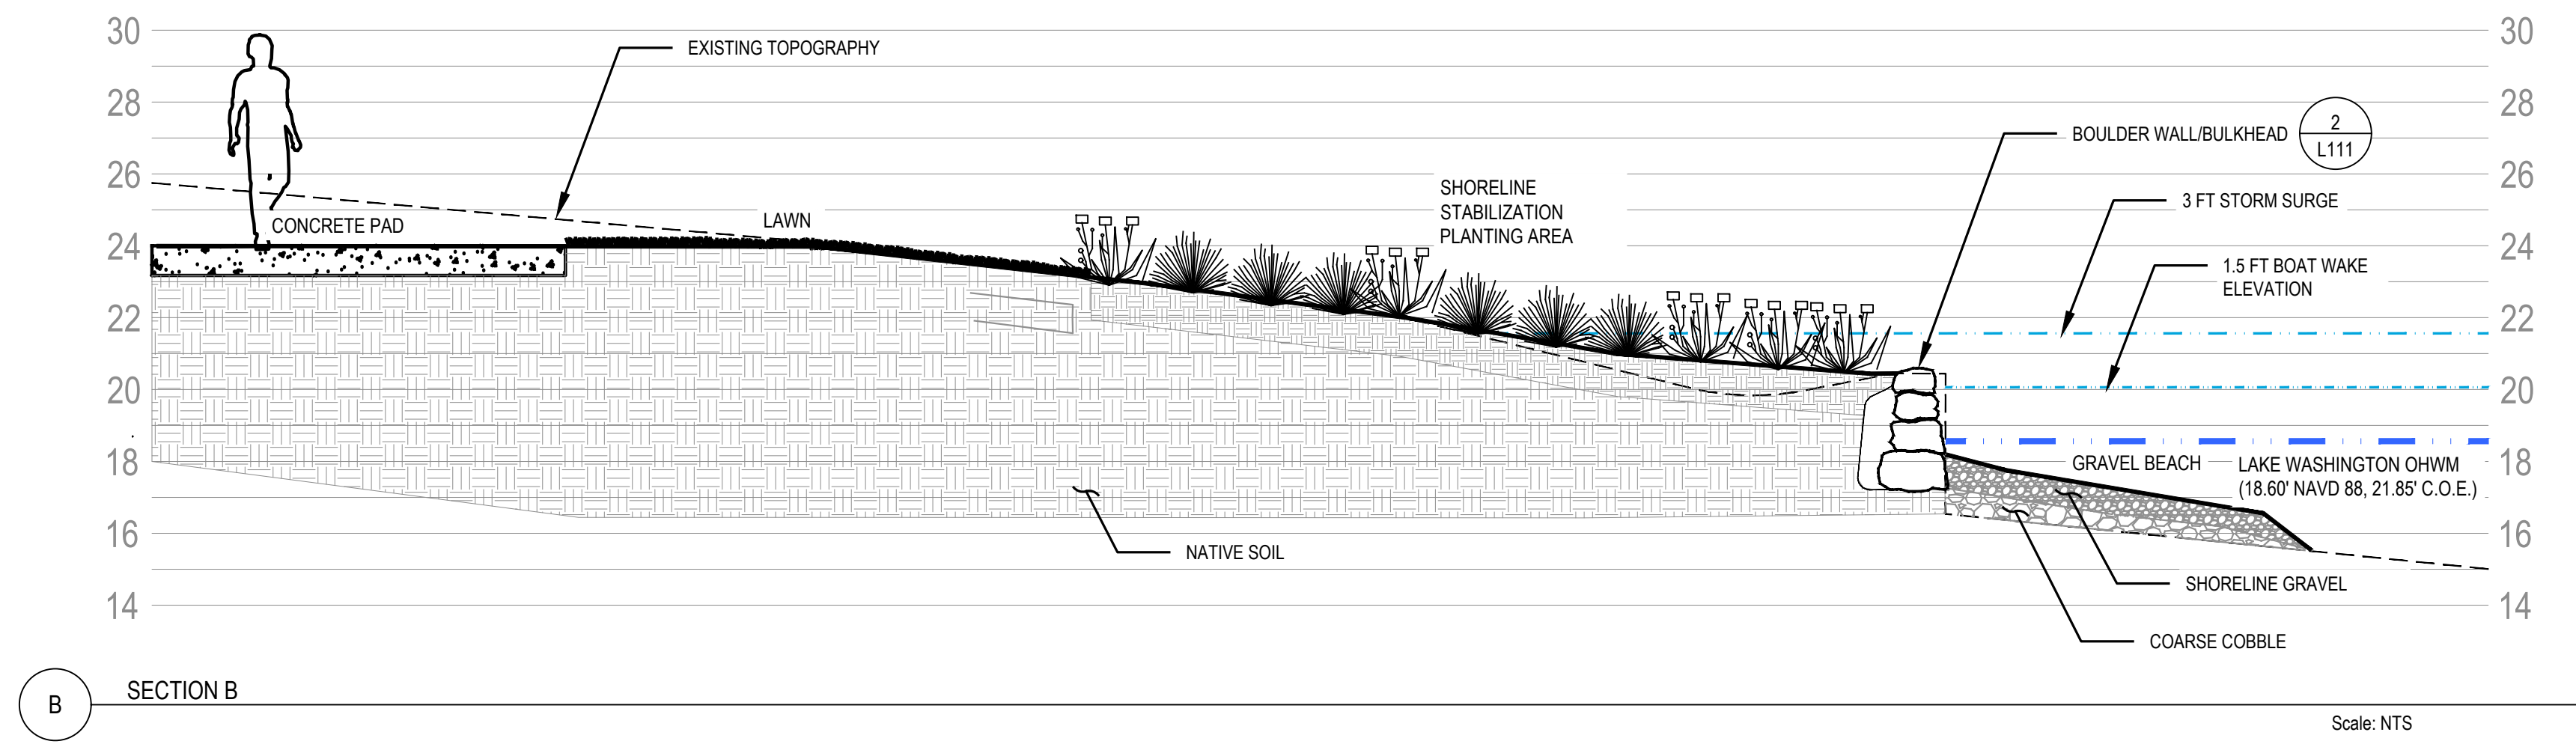 30
30
EXISTING TOPOGRAPHY
28
28
BOULDER WALL/BULKHEAD
2
L111
26
26
SHORELINE
STABILIZATION
PLANTING AREA
3 FT STORM SURGE
CONCRETE PAD
LAWN
24
24
1.5 FT BOAT WAKE
ELEVATION
22
22
20
20
18
18
GRAVEL BEACH
LAKE WASHINGTON OHWM
(18.60' NAVD 88, 21.85' C.O.E.)
16
16
NATIVE SOIL
SHORELINE GRAVEL
14
14
COARSE COBBLE
B
SECTION B
Scale: NTS